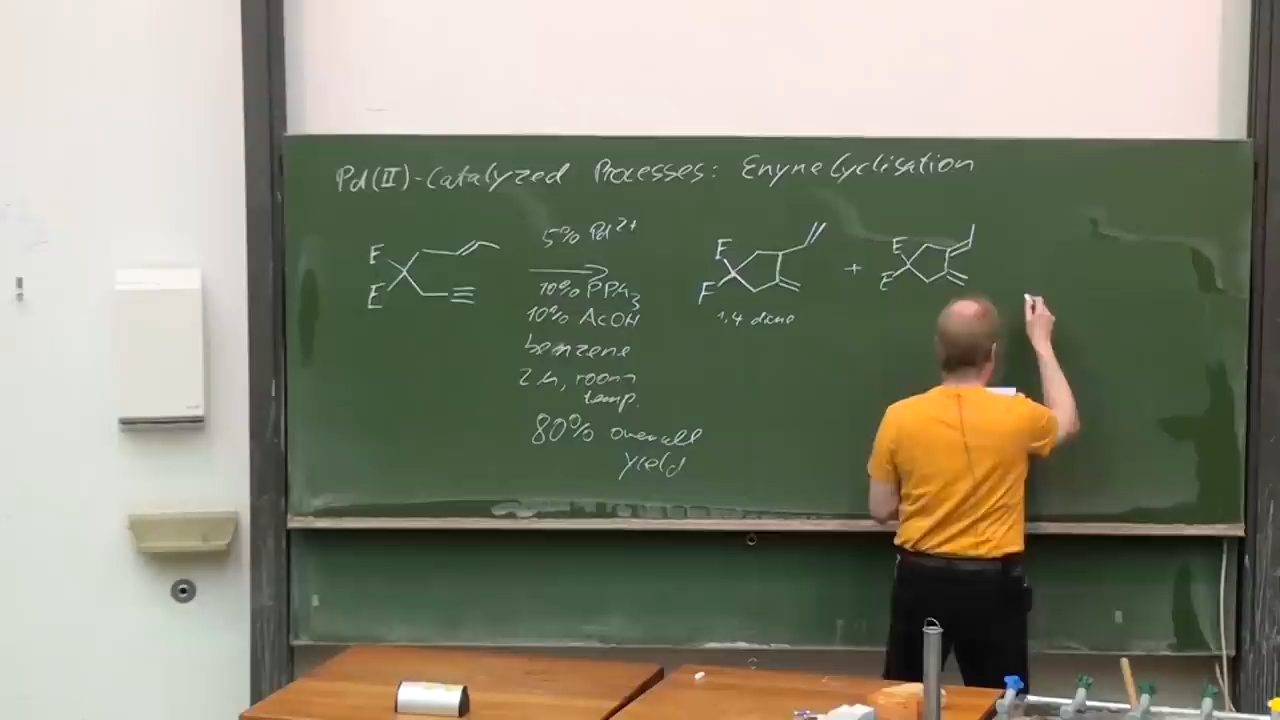 Pd(II)-Catalyzed Processes: Enyne Cyclisation
E
E
5% Pd2+
10% PPh3
10% AcOH
benzene
2 h, room
temp.
80% overall
yield
E
E
1,4 diene
+
E
E